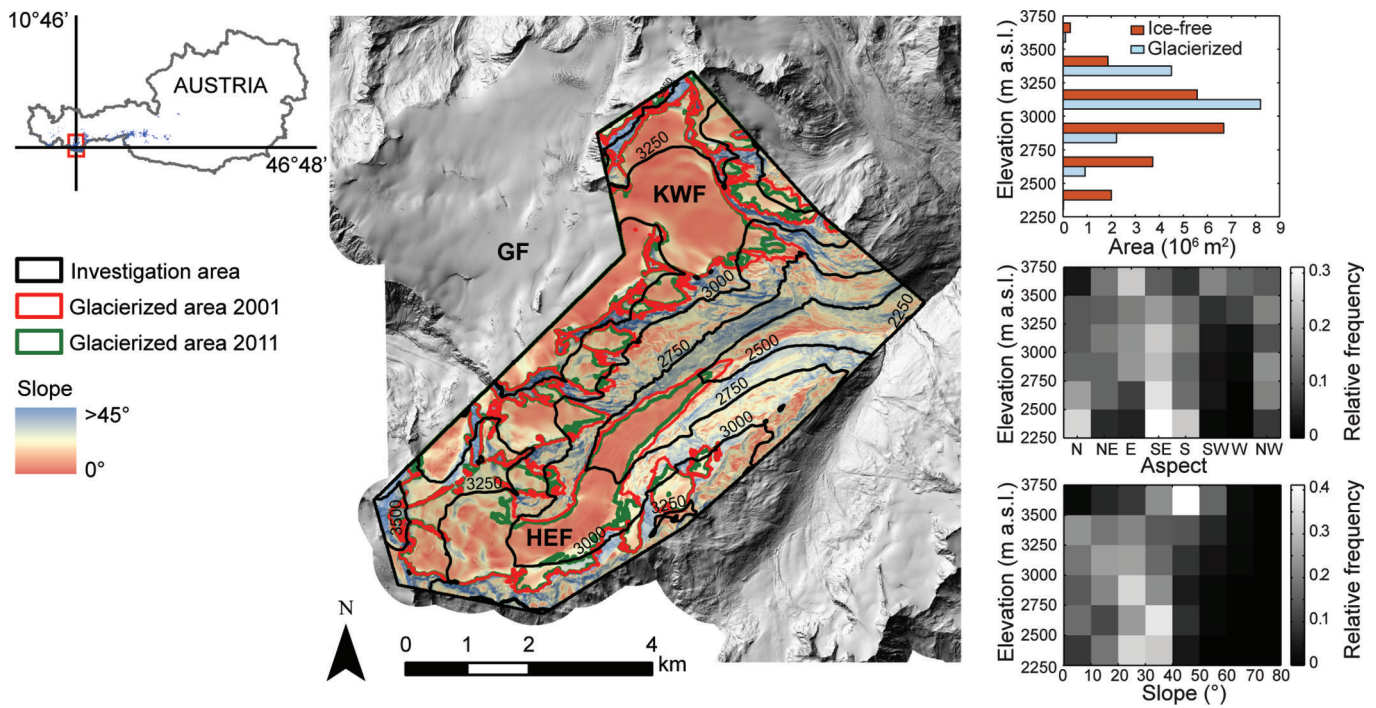 10°46'
AUSTRIA
46°48'
Investigation area
Glacierized area 2001
Glacierized area 2011
Slope
>45°
0°
3250
KWF
GF
3000
2250
2750
2500
2750
3000
3250
3500
3250
HEF
3000
N
0 1 2 4
km
Elevation (m a.s.l.)
3750
3500
3250
3000
2750
2500
2250
Ice-free
Glacierized
0 1 2 3 4 5 6 7 8 9
Area (10⁶ m²)
Elevation (m a.s.l.)
3750
3500
3250
3000
2750
2500
2250
N NE E SE S SW W NW
Aspect
0.3
0.2
0.1
0
Relative frequency
Elevation (m a.s.l.)
3750
3500
3250
3000
2750
2500
2250
0 10 20 30 40 50 60 70 80
Slope (°)
0.4
0.3
0.2
0.1
0
Relative frequency